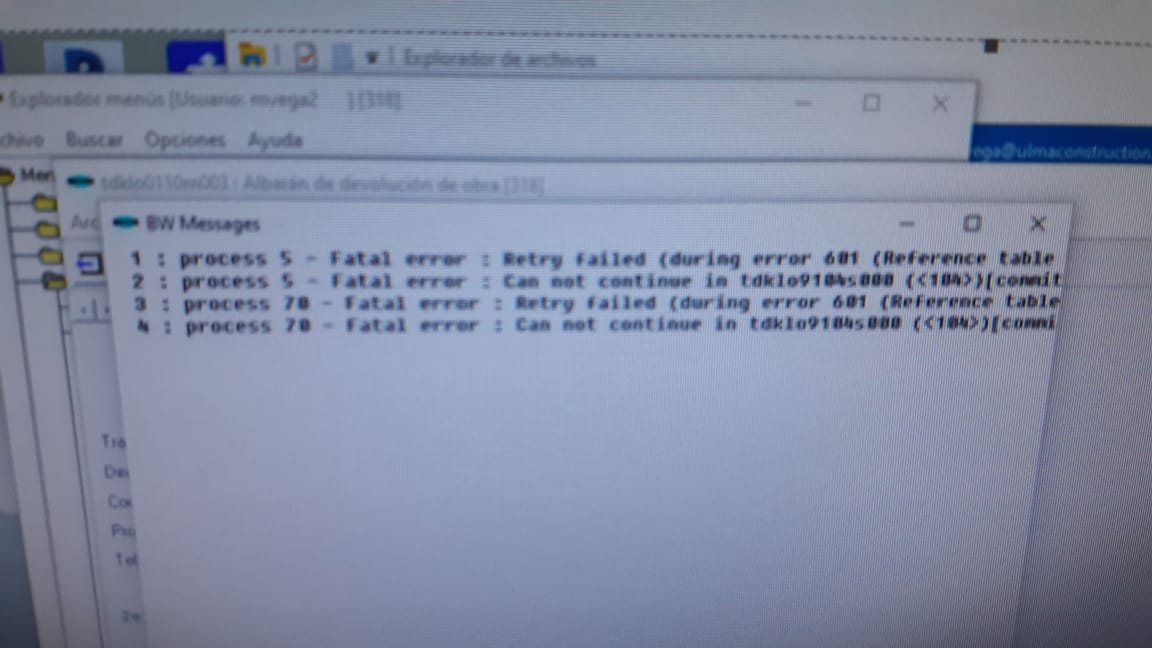 Explorador de archivos
Explorador menús [Usuario: mvega2 ] [318]
chivo Buscar Opciones Ayuda
ega@ulmaconstruction
Men
tdklo0110m003 : Albarán de devolución de obra [318]
Arc
BW Messages
1 : process 5 - Fatal error : Retry failed (during error 601 (Reference table
2 : process 5 - Fatal error : Can not continue in tdklo9104s000 (<104>)[commit
3 : process 70 - Fatal error : Retry failed (during error 601 (Reference table
4 : process 70 - Fatal error : Can not continue in tdklo9104s000 (<104>)[commi
Tra
Dev
Pro
Tel